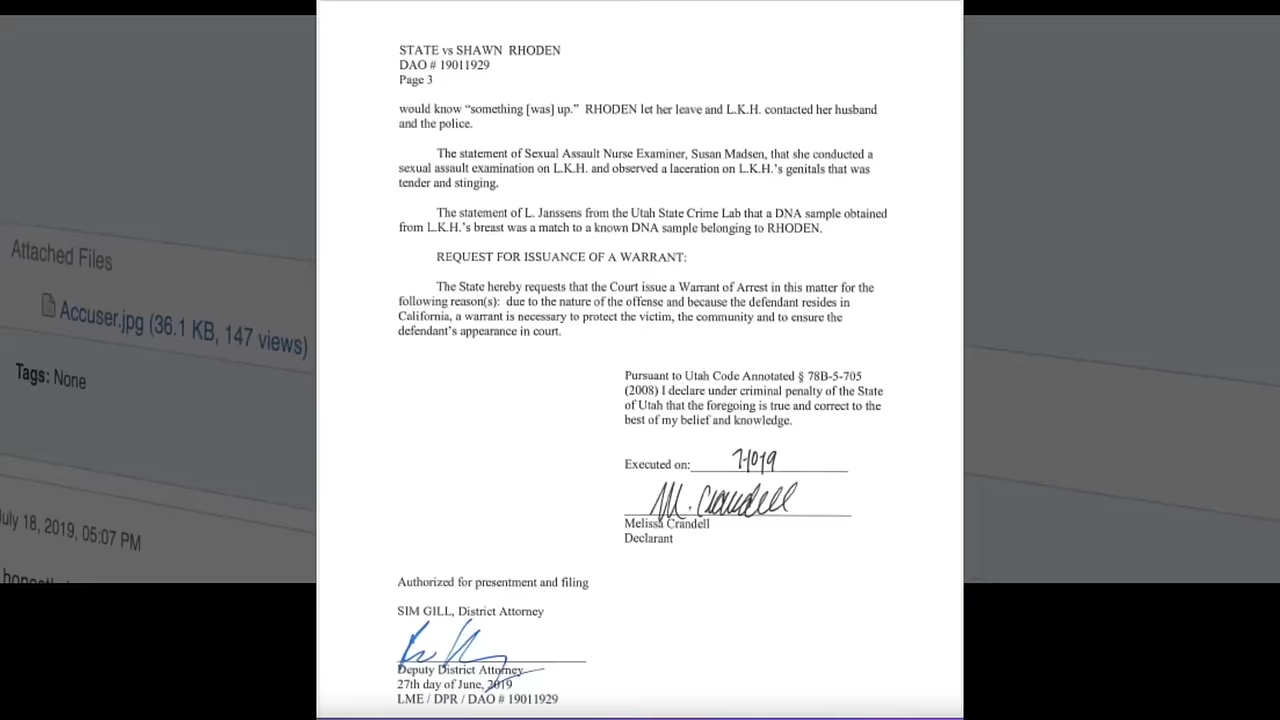 STATE vs SHAWN RHODEN
DAO # 19011929
Page 3
would know “something [was] up.” RHODEN let her leave and L.K.H. contacted her husband
and the police.
The statement of Sexual Assault Nurse Examiner, Susan Madsen, that she conducted a
sexual assault examination on L.K.H. and observed a laceration on L.K.H.’s genitals that was
tender and stinging.
The statement of L. Janssens from the Utah State Crime Lab that a DNA sample obtained
from L.K.H.’s breast was a match to a known DNA sample belonging to RHODEN.
REQUEST FOR ISSUANCE OF A WARRANT:
The State hereby requests that the Court issue a Warrant of Arrest in this matter for the
following reason(s): due to the nature of the offense and because the defendant resides in
California, a warrant is necessary to protect the victim, the community and to ensure the
defendant’s appearance in court.
Pursuant to Utah Code Annotated § 78B-5-705
(2008) I declare under criminal penalty of the State
of Utah that the foregoing is true and correct to the
best of my belief and knowledge.
Executed on:
M. Crandell
Melissa Crandell
Declarant
Authorized for presentment and filing
SIM GILL, District Attorney
Deputy District Attorney
27th day of June, 2019
LME / DPR / DAO # 19011929
Attached Files
Accuser.jpg (36.1 KB, 147 views)
Tags: None
July 18, 2019, 05:07 PM